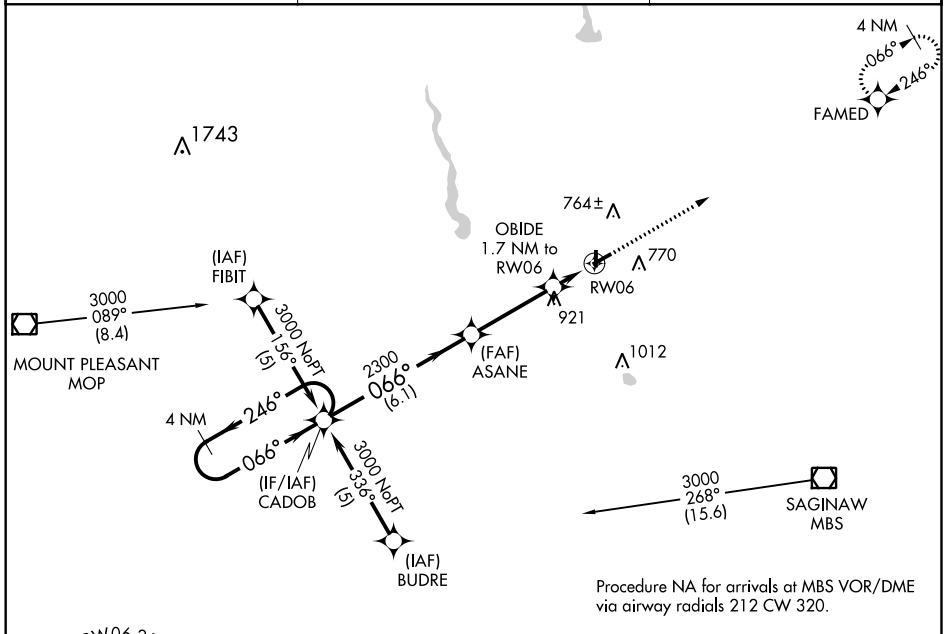 4 NM
066°
246°
FAMED
1743
764±
OBIDE
1.7 NM to
RW06
770
RW06
921
(IAF)
FIBIT
3000
089°
(8.4)
MOUNT PLEASANT
MOP
3000 NoPT
156°
(5)
2300
066°
(6.1)
(FAF)
ASANE
1012
4 NM
246°
066°
(IF/IAF)
CADOB
3000 NoPT
336°
(5)
(IAF)
BUDRE
3000
268°
(15.6)
SAGINAW
MBS
Procedure NA for arrivals at MBS VOR/DME
via airway radials 212 CW 320.